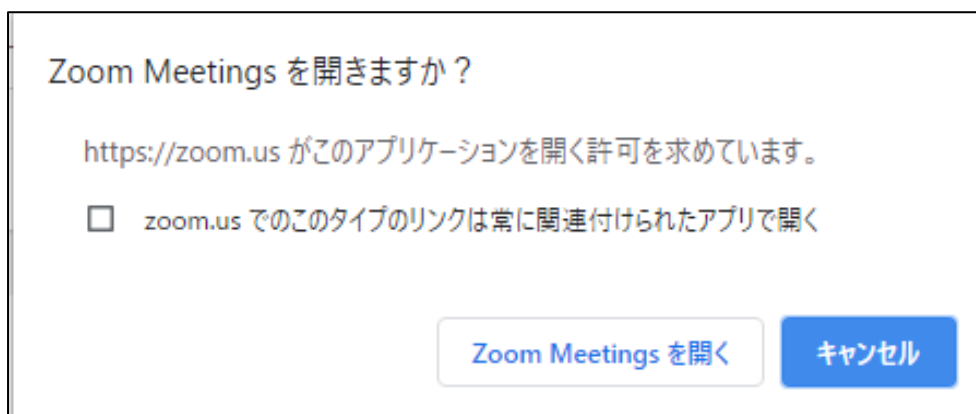 Zoom Meetings を開きますか？
https://zoom.us がこのアプリケーションを開く許可を求めています。
zoom.us でのこのタイプのリンクは常に関連付けられたアプリで開く
Zoom Meetings を開く キャンセル